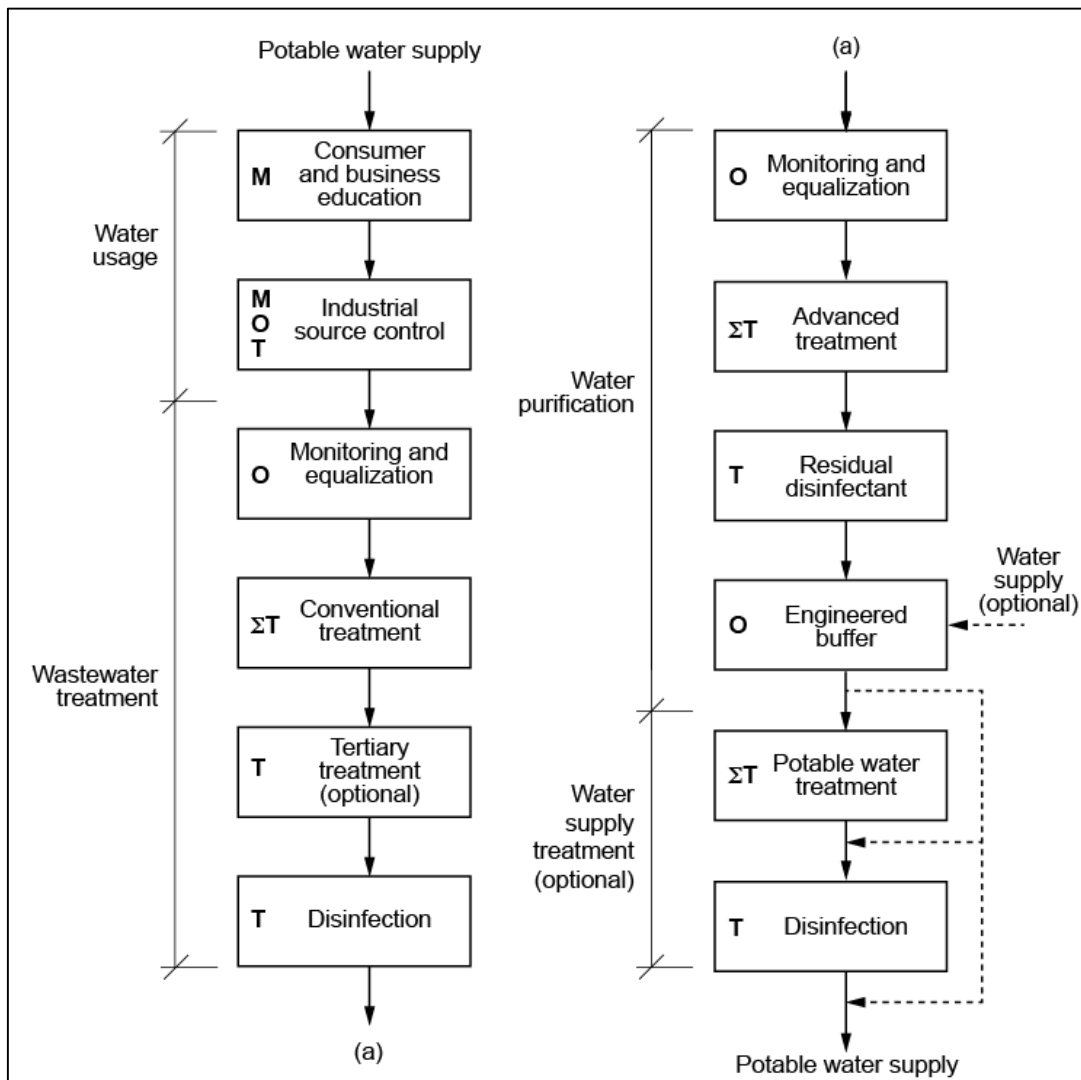 Potable water supply
M
Consumer
and business
education
Water
usage
M
O
T
Industrial
source control
O
Monitoring and
equalization
ΣT
Conventional
treatment
Wastewater
treatment
T
Tertiary
treatment
(optional)
T
Disinfection
(a)
(a)
O
Monitoring and
equalization
ΣT
Advanced
treatment
Water
purification
T
Residual
disinfectant
O
Engineered
buffer
Water
supply
(optional)
ΣT
Potable water
treatment
Water
supply
treatment
(optional)
T
Disinfection
Potable water supply